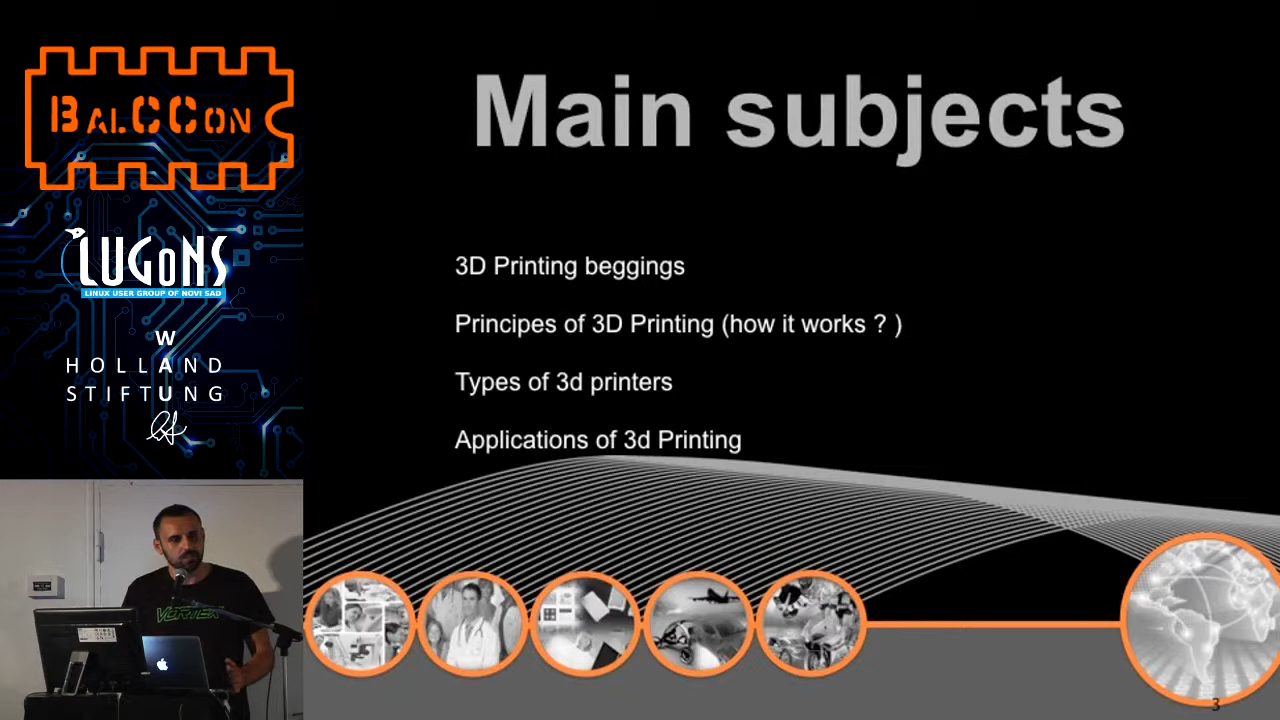 BALCCON
LUGoNS
LINUX USER GROUP OF NOVI SAD
W
HOLLAND
STIFTUNG
Main subjects
3D Printing beggings
Principes of 3D Printing (how it works ? )
Types of 3d printers
Applications of 3d Printing
VORTEX
3